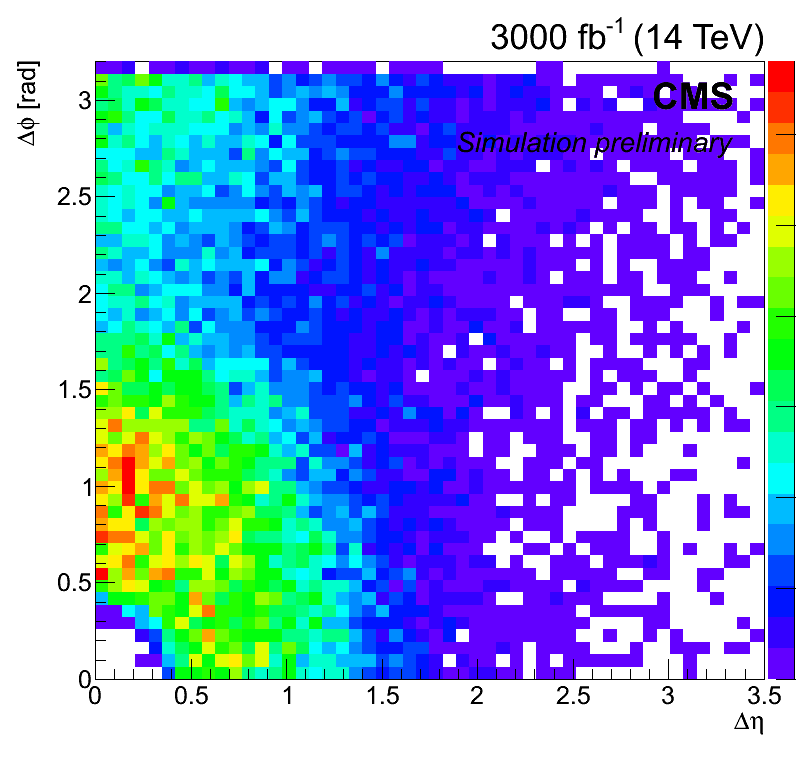 3000 fb-1 (14 TeV)
CMS
Simulation preliminary
Δϕ [rad]
3
2.5
2
1.5
1
0.5
0
0 0.5 1 1.5 2 2.5 3 3.5
Δη